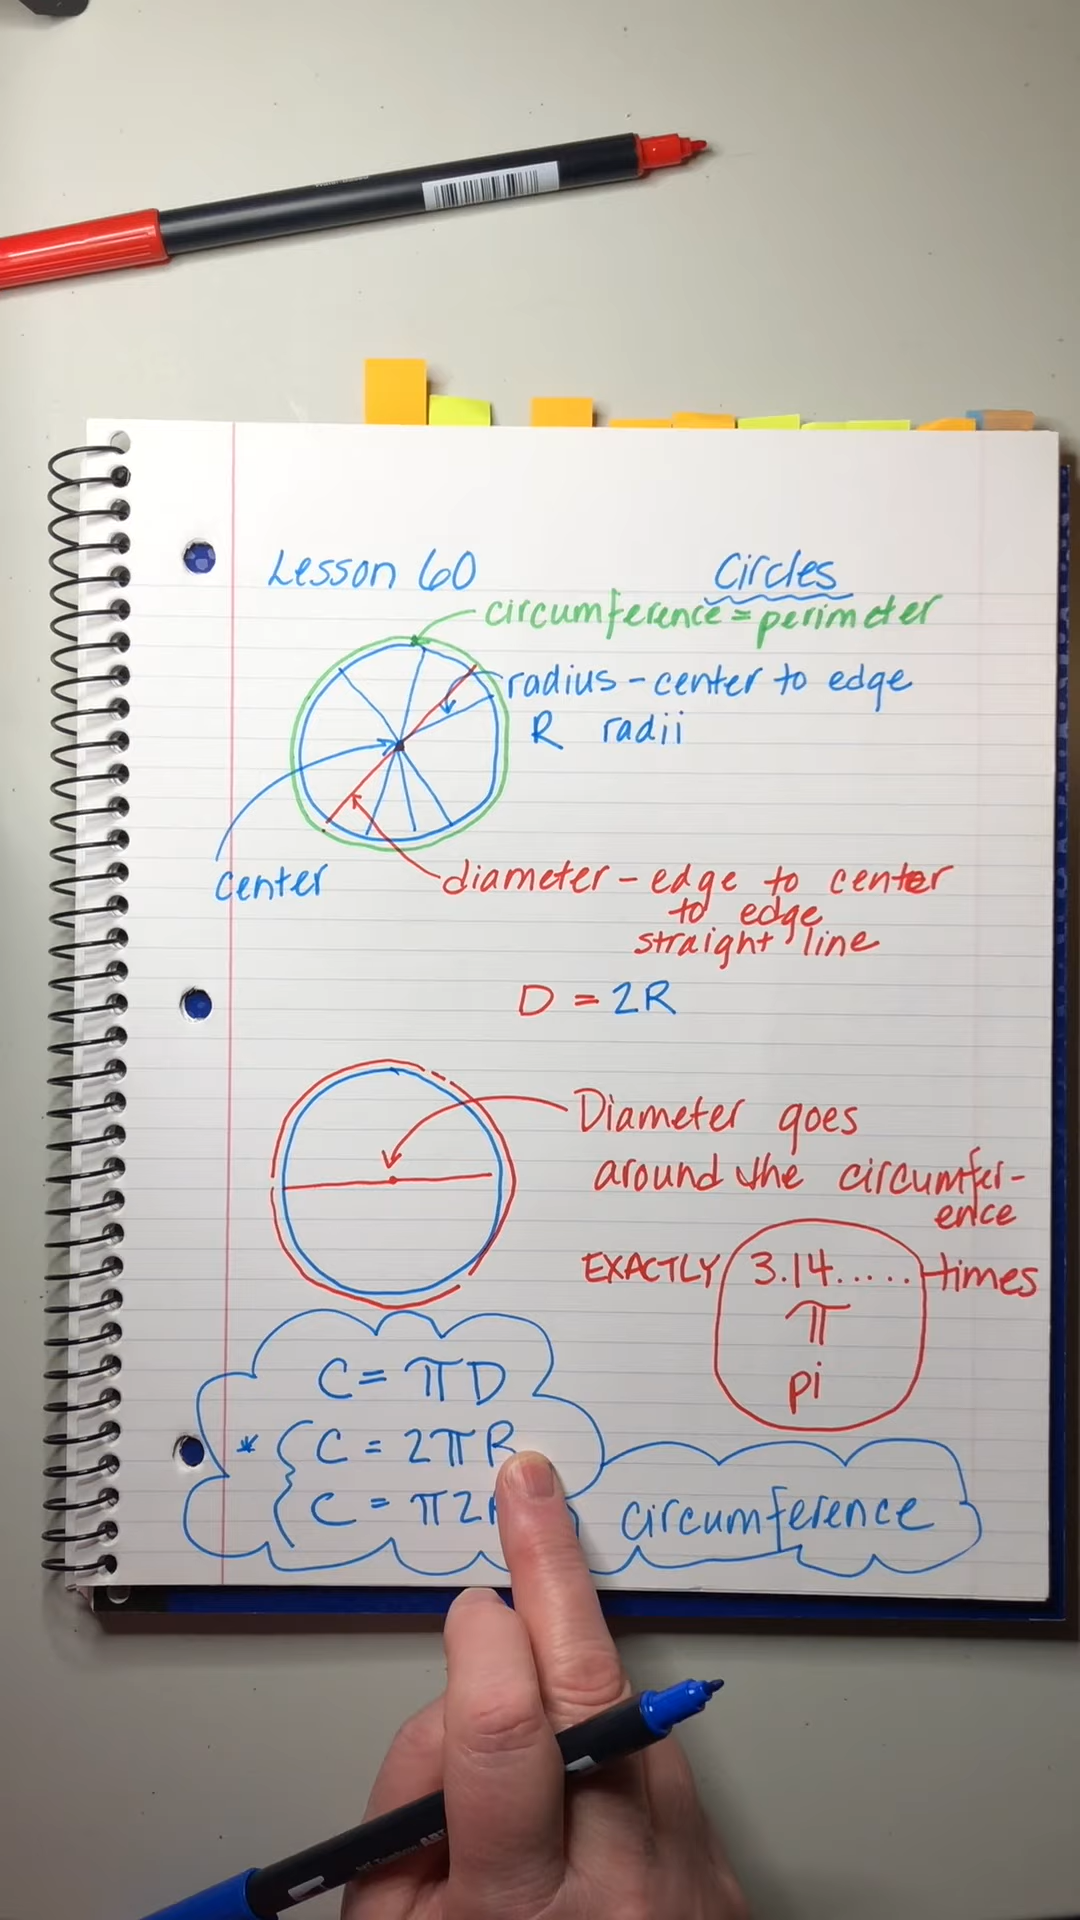 Lesson 60 Circles
circumference = perimeter
radius - center to edge
R radii
center
diameter - edge to center
to edge
straight line
D = 2R
Diameter goes
around the circumfer-
ence
EXACTLY 3.14..... times
π
pi
C = πD
* C = 2πR
C = π2
circumference